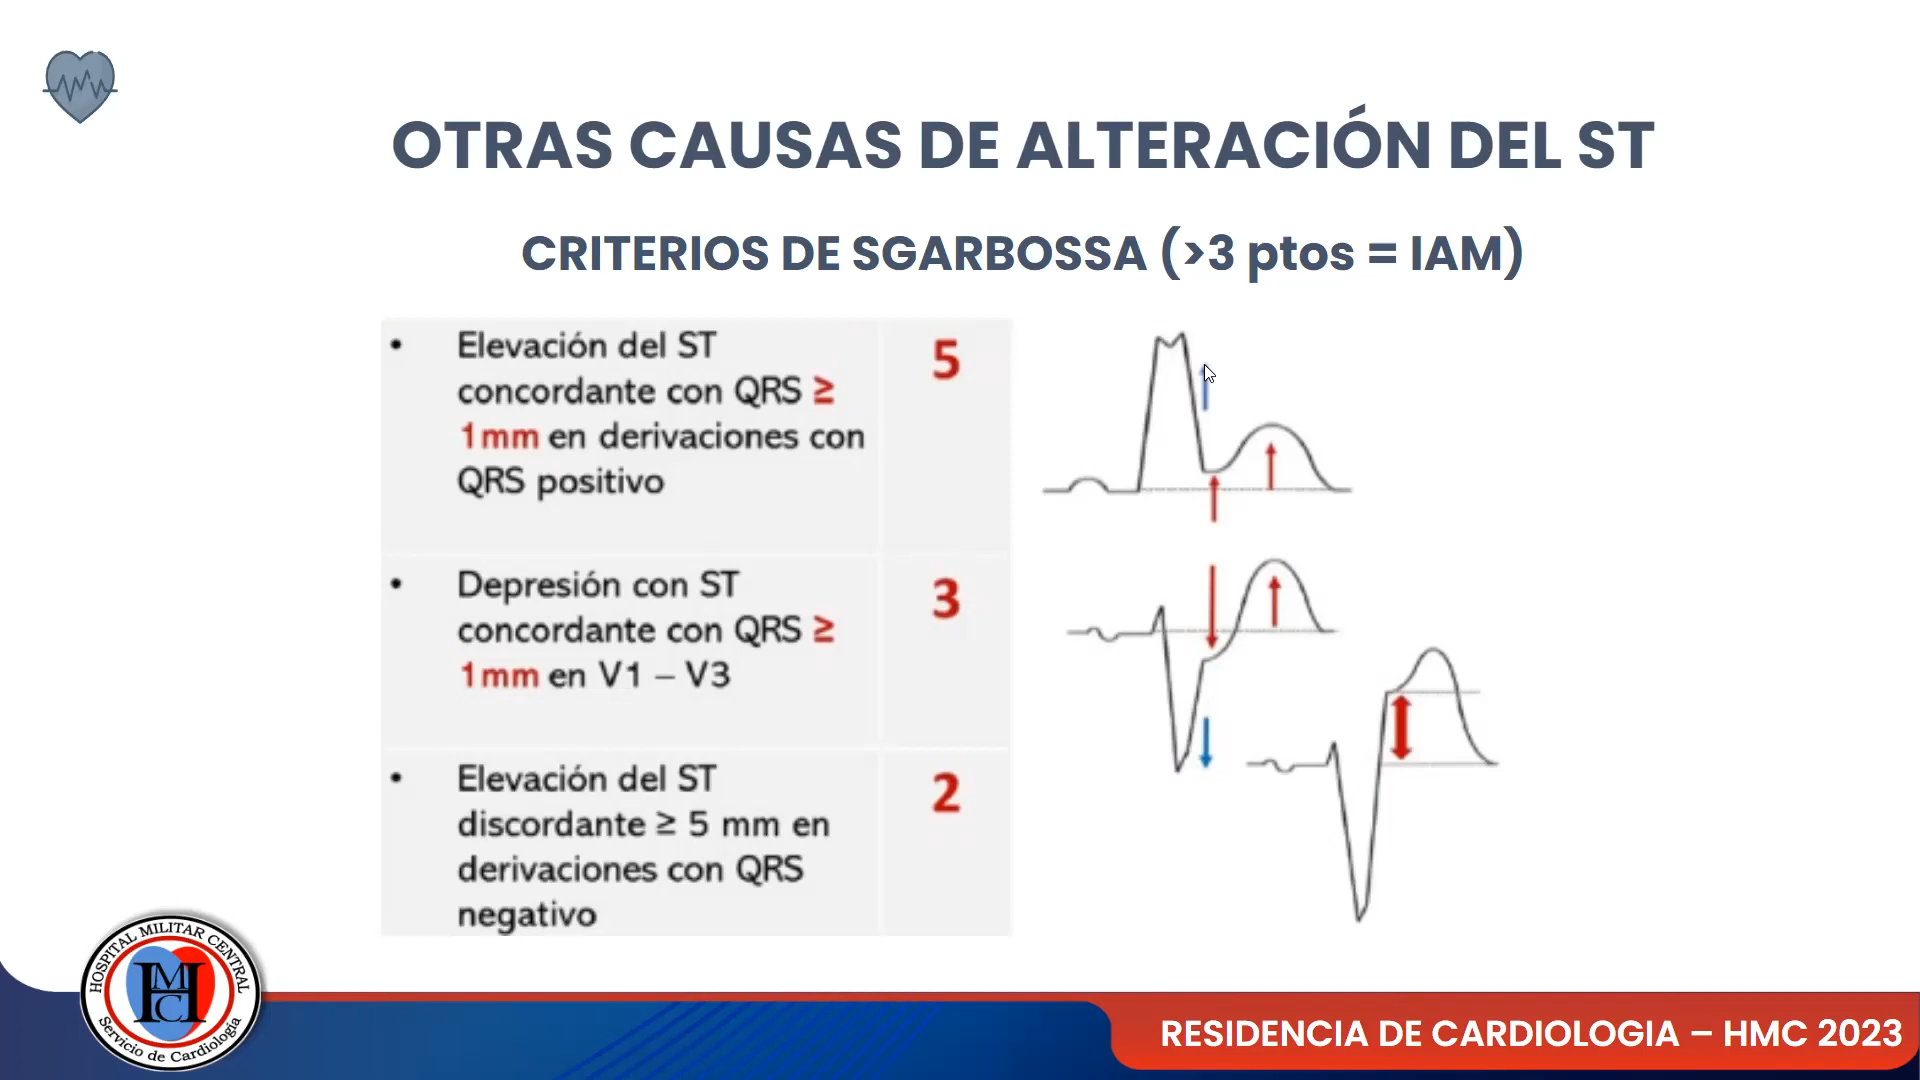 OTRAS CAUSAS DE ALTERACIÓN DEL ST
CRITERIOS DE SGARBOSSA (>3 ptos = IAM)
• Elevación del ST
concordante con QRS ≥
1mm en derivaciones con
QRS positivo
5
• Depresión con ST
concordante con QRS ≥
1mm en V1 – V3
3
• Elevación del ST
discordante ≥ 5 mm en
derivaciones con QRS
negativo
2
HOSPITAL MILITAR CENTRAL
HMC
Servicio de Cardiología
RESIDENCIA DE CARDIOLOGIA – HMC 2023